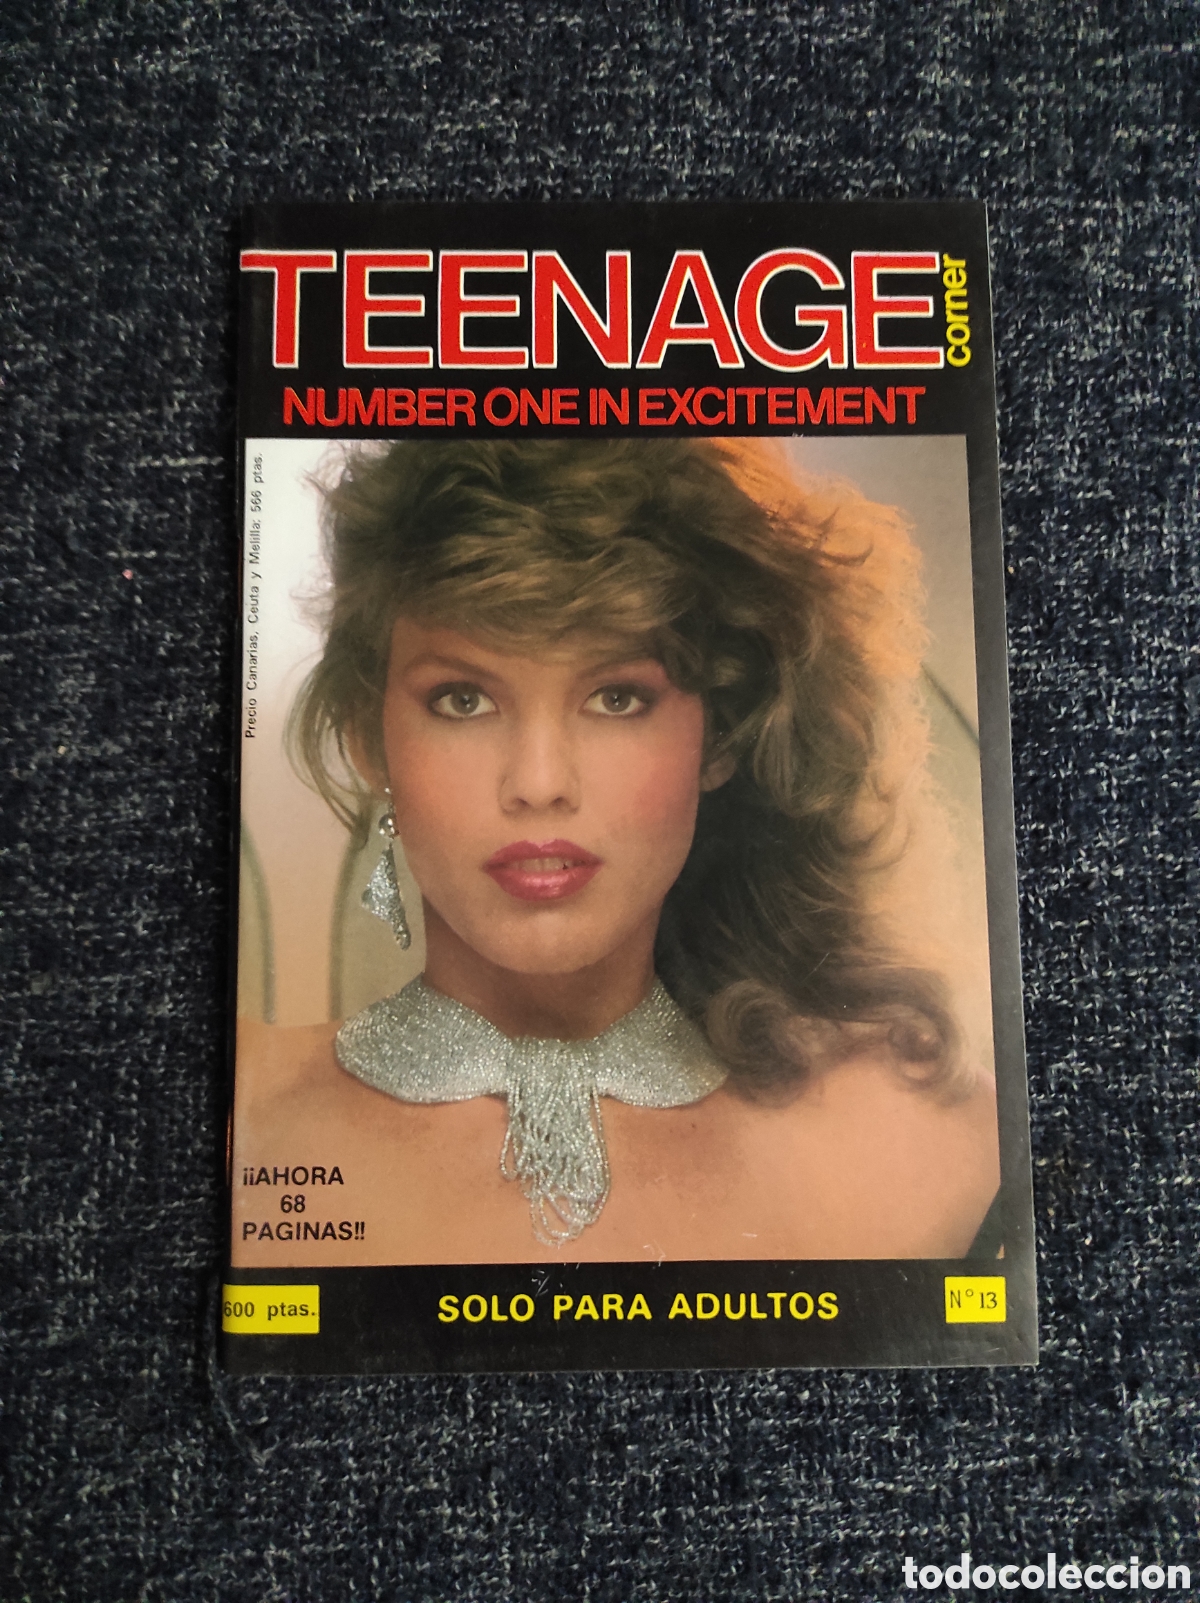 TEENAGE
corner
NUMBER ONE IN EXCITEMENT
Precio Canarias, Ceuta y Melilla: 566 ptas.
¡¡AHORA
68
PAGINAS!!
600 ptas.
SOLO PARA ADULTOS
N° 13
todocoleccion